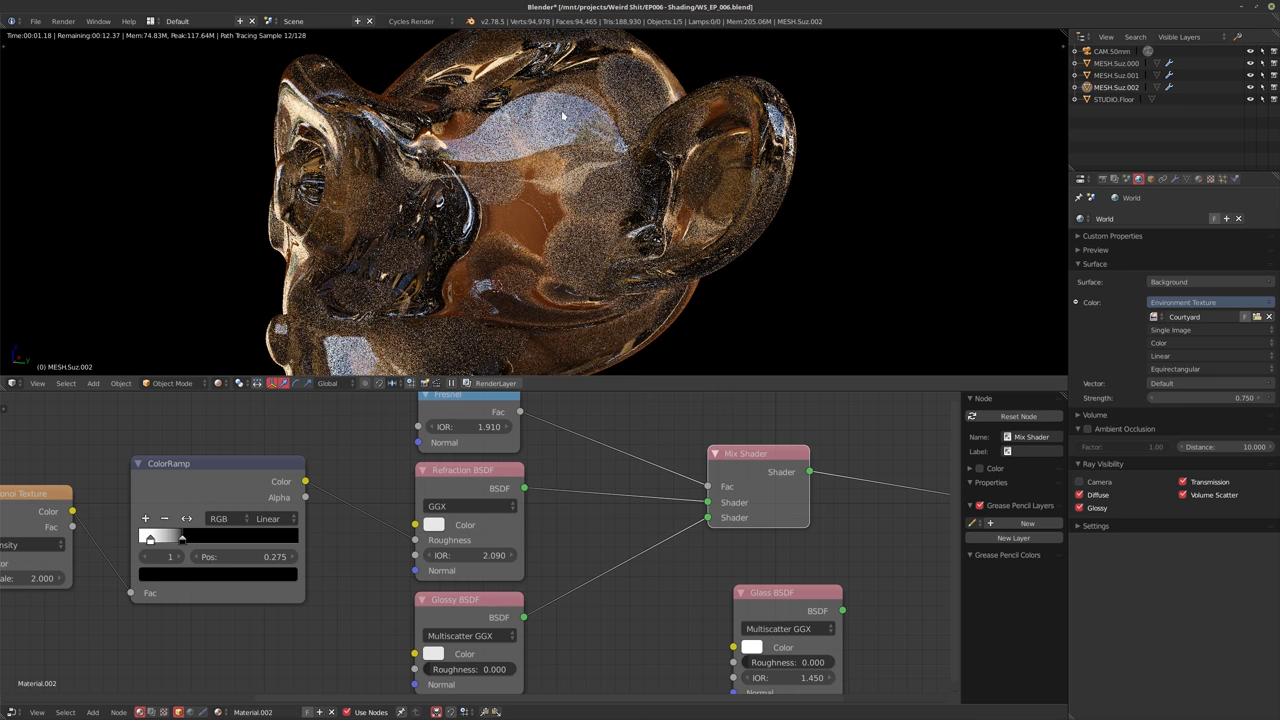 Blender* [/mnt/projects/Weird Shit/EP006 - Shading/WS_EP_006.blend]
File Render Window Help Default Scene Cycles Render v2.78.5 | Verts:94,978 | Faces:94,465 | Tris:188,930 | Objects:1/5 | Lamps:0/0 | Mem:205.06M | MESH.Suz.002
Time:00:01.18 | Remaining:00:12.37 | Mem:74.83M, Peak:117.64M | Path Tracing Sample 12/128
View Search Visible Layers
CAM.50mm
MESH.Suz.000
MESH.Suz.001
MESH.Suz.002
STUDIO.Floor
World
World F
Custom Properties
Preview
Surface
Surface: Background
Color: Environment Texture
Courtyard F
Single Image
Color
Linear
Equirectangular
Vector: Default
Strength: 0.750
Volume
Ambient Occlusion
Factor: 1.00 Distance: 10.000
Ray Visibility
Camera Transmission
Diffuse Volume Scatter
Glossy
Settings
(0) MESH.Suz.002
View Select Add Object Object Mode Global RenderLayer
Fresnel
Fac
IOR: 1.910
Normal
Refraction BSDF
BSDF
GGX
Color
Roughness
IOR: 2.090
Normal
Glossy BSDF
BSDF
Multiscatter GGX
Color
Roughness: 0.000
Normal
ColorRamp
Color
Alpha
RGB Linear
1 Pos: 0.275
Fac
onoi Texture
Color
Fac
nsity
or
ale: 2.000
Mix Shader
Shader
Fac
Shader
Shader
Glass BSDF
BSDF
Multiscatter GGX
Color
Roughness: 0.000
IOR: 1.450
Normal
Node
Reset Node
Name: Mix Shader
Label:
Color
Properties
Grease Pencil Layers
New
New Layer
Grease Pencil Colors
Material.002
View Select Add Node Material.002 F Use Nodes